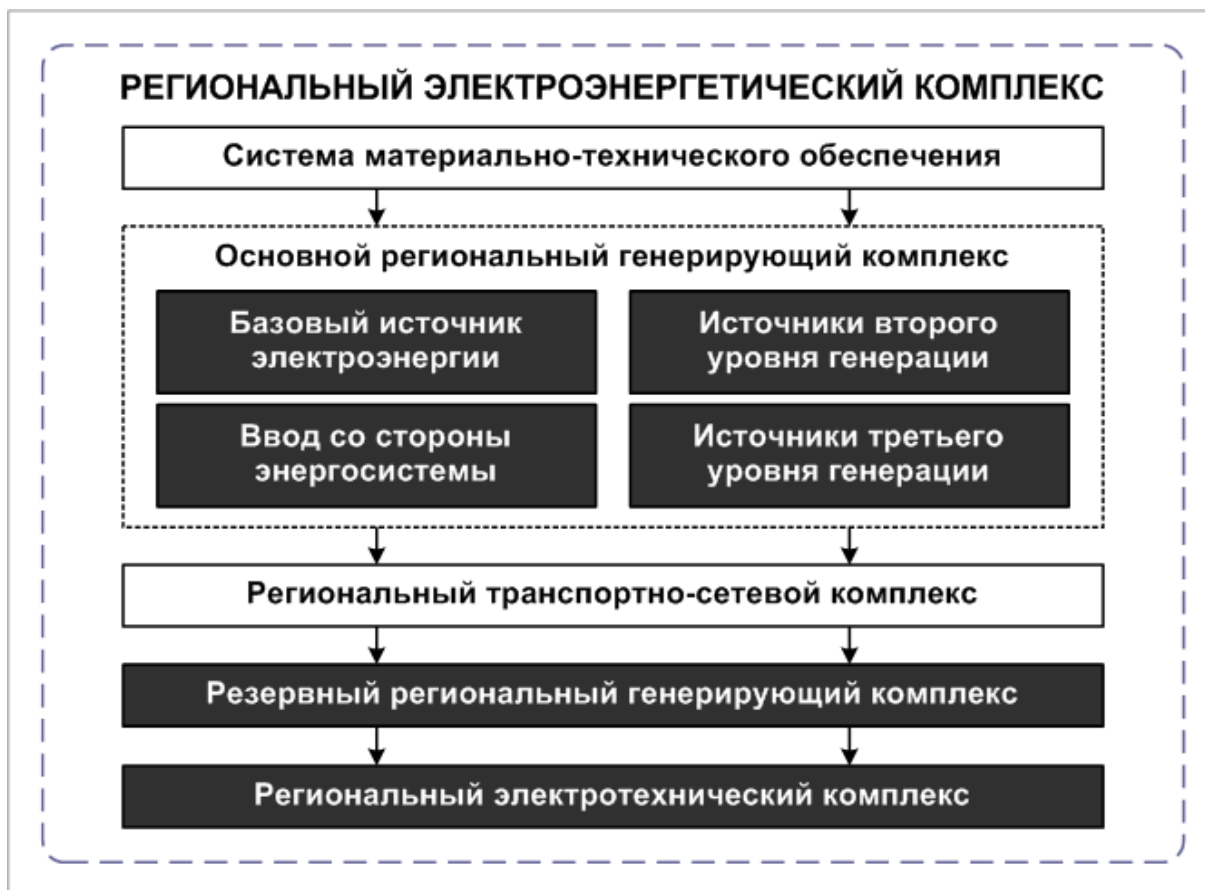 РЕГИОНАЛЬНЫЙ ЭЛЕКТРОЭНЕРГЕТИЧЕСКИЙ КОМПЛЕКС
Система материально-технического обеспечения
Основной региональный генерирующий комплекс
Базовый источник
электроэнергии
Источники второго
уровня генерации
Ввод со стороны
энергосистемы
Источники третьего
уровня генерации
Региональный транспортно-сетевой комплекс
Резервный региональный генерирующий комплекс
Региональный электротехнический комплекс